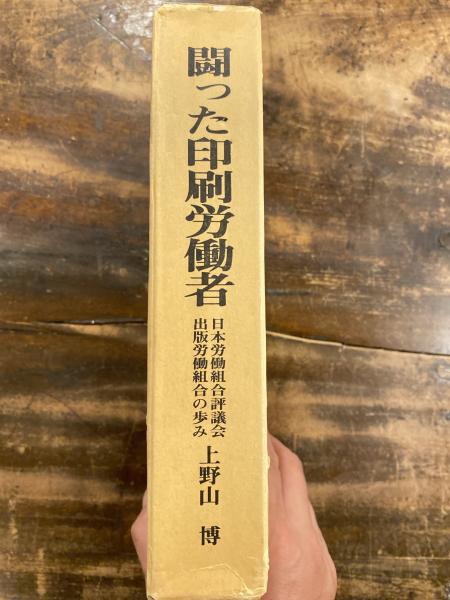 闘った印刷労働者
日本労働組合評議会
出版労働組合の歩み
上野山 博